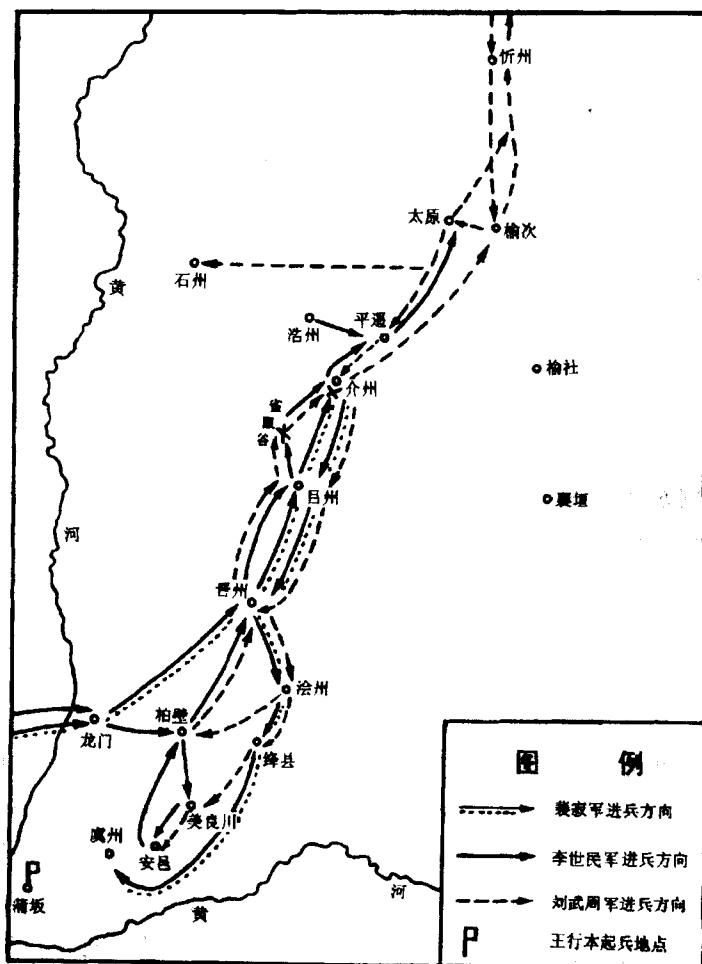 忻州
太原
榆次
石州
黄
平遥
浩州
榆社
介州
雀鼠谷
吕州
襄垣
河
晋州
浍州
龙门
柏壁
绛县
美良川
虞州
安邑
蒲坂
黄
河
图 例
裴寂军进兵方向
李世民军进兵方向
刘武周军进兵方向
王行本起兵地点